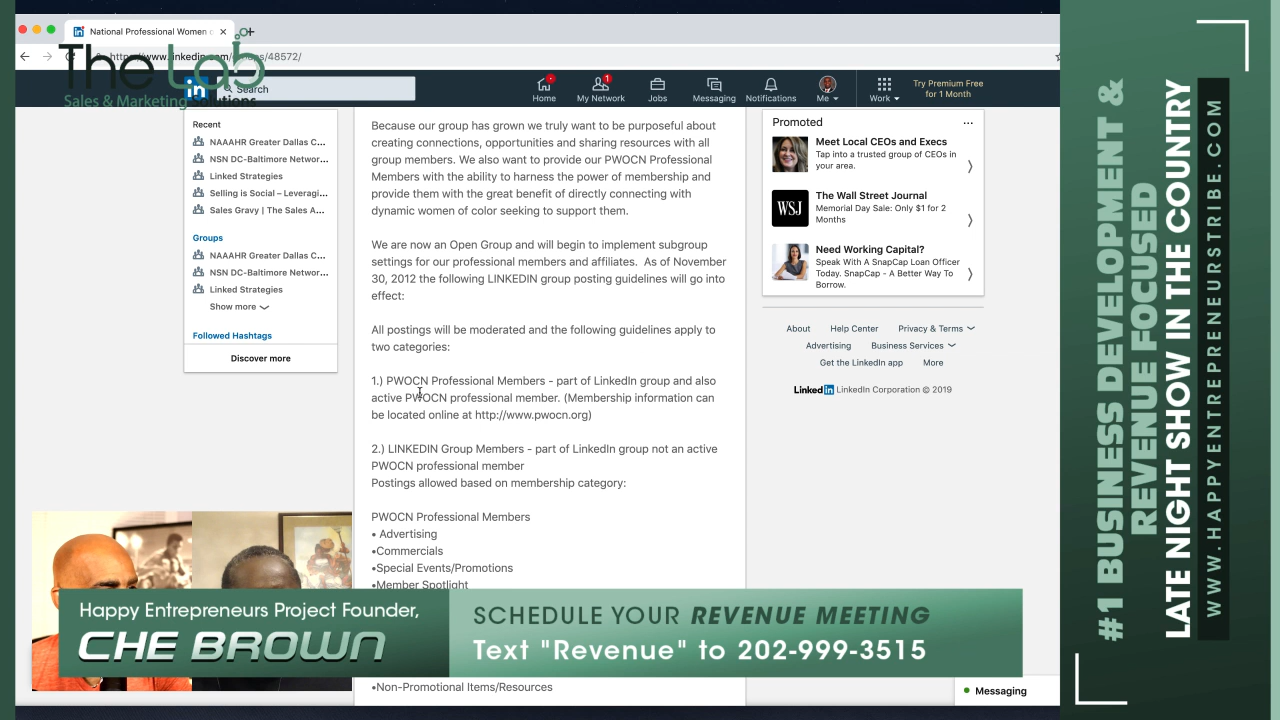 National Professional Women o
https://www.linkedin.com/groups/48572/
The Lab
Sales & Marketing Solutions
in
Search
Home
1
My Network
Jobs
Messaging
Notifications
Me
Work
Try Premium Free
for 1 Month
Recent
NAAAHR Greater Dallas C...
NSN DC-Baltimore Networ...
Linked Strategies
Selling is Social – Leveragi...
Sales Gravy | The Sales A...
Groups
NAAAHR Greater Dallas C...
NSN DC-Baltimore Networ...
Linked Strategies
Show more
Followed Hashtags
Discover more
Because our group has grown we truly want to be purposeful about
creating connections, opportunities and sharing resources with all
group members. We also want to provide our PWOCN Professional
Members with the ability to harness the power of membership and
provide them with the great benefit of directly connecting with
dynamic women of color seeking to support them.
We are now an Open Group and will begin to implement subgroup
settings for our professional members and affiliates.  As of November
30, 2012 the following LINKEDIN group posting guidelines will go into
effect:
All postings will be moderated and the following guidelines apply to
two categories:
1.) PWOCN Professional Members - part of LinkedIn group and also
active PWOCN professional member. (Membership information can
be located online at http://www.pwocn.org)
2.) LINKEDIN Group Members - part of LinkedIn group not an active
PWOCN professional member
Postings allowed based on membership category:
PWOCN Professional Members
• Advertising
•Commercials
•Special Events/Promotions
•Member Spotlight
•Non-Promotional Items/Resources
Promoted
...
Meet Local CEOs and Execs
Tap into a trusted group of CEOs in
your area.
WSJ
The Wall Street Journal
Memorial Day Sale: Only $1 for 2
Months
Need Working Capital?
Speak With A SnapCap Loan Officer
Today. SnapCap - A Better Way To
Borrow.
About Help Center Privacy & Terms
Advertising Business Services
Get the LinkedIn app More
Linked in LinkedIn Corporation © 2019
Messaging
Happy Entrepreneurs Project Founder,
CHE BROWN
SCHEDULE YOUR REVENUE MEETING
Text "Revenue" to 202-999-3515
#1 BUSINESS DEVELOPMENT &
REVENUE FOCUSED
LATE NIGHT SHOW IN THE COUNTRY
WWW.HAPPYENTREPRENEURSTRIBE.COM